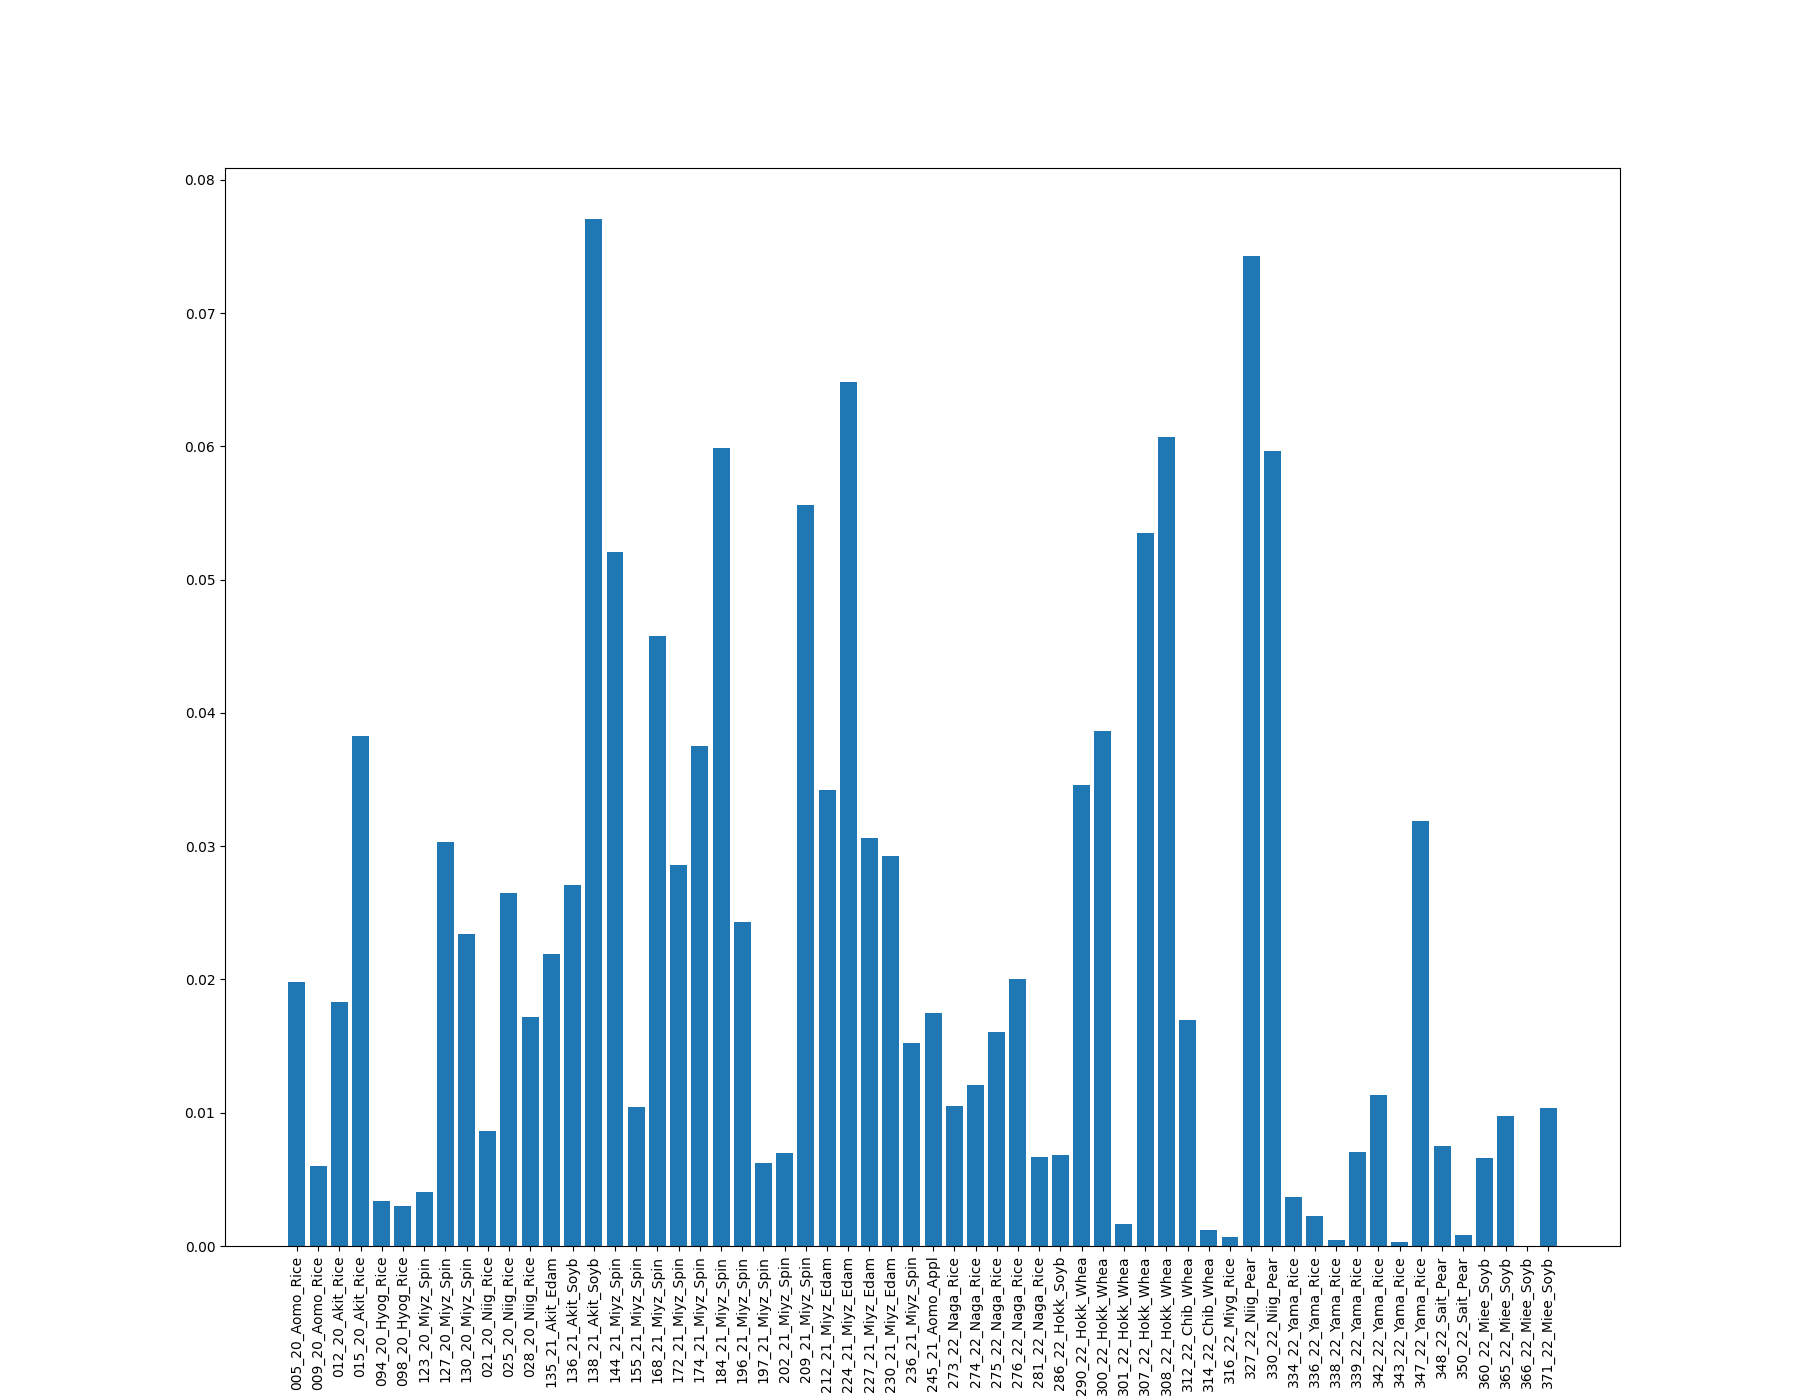 0.08
0.07
0.06
0.05
0.04
0.03
0.02
0.01
0.00
005_20_Aomo_Rice
009_20_Aomo_Rice
012_20_Akit_Rice
015_20_Akit_Rice
094_20_Hyog_Rice
098_20_Hyog_Rice
123_20_Miyz_Spin
127_20_Miyz_Spin
130_20_Miyz_Spin
021_20_Niig_Rice
025_20_Niig_Rice
028_20_Niig_Rice
135_21_Akit_Edam
136_21_Akit_Soyb
138_21_Akit_Soyb
144_21_Miyz_Spin
155_21_Miyz_Spin
168_21_Miyz_Spin
172_21_Miyz_Spin
174_21_Miyz_Spin
184_21_Miyz_Spin
196_21_Miyz_Spin
197_21_Miyz_Spin
202_21_Miyz_Spin
209_21_Miyz_Spin
212_21_Miyz_Edam
224_21_Miyz_Edam
227_21_Miyz_Edam
230_21_Miyz_Edam
236_21_Miyz_Spin
245_21_Aomo_Appl
273_22_Naga_Rice
274_22_Naga_Rice
275_22_Naga_Rice
276_22_Naga_Rice
281_22_Naga_Rice
286_22_Hokk_Soyb
290_22_Hokk_Whea
300_22_Hokk_Whea
301_22_Hokk_Whea
307_22_Hokk_Whea
308_22_Hokk_Whea
312_22_Chib_Whea
314_22_Chib_Whea
316_22_Miyg_Rice
327_22_Niig_Pear
330_22_Niig_Pear
334_22_Yama_Rice
336_22_Yama_Rice
338_22_Yama_Rice
339_22_Yama_Rice
342_22_Yama_Rice
343_22_Yama_Rice
347_22_Yama_Rice
348_22_Sait_Pear
350_22_Sait_Pear
360_22_Miee_Soyb
365_22_Miee_Soyb
366_22_Miee_Soyb
371_22_Miee_Soyb